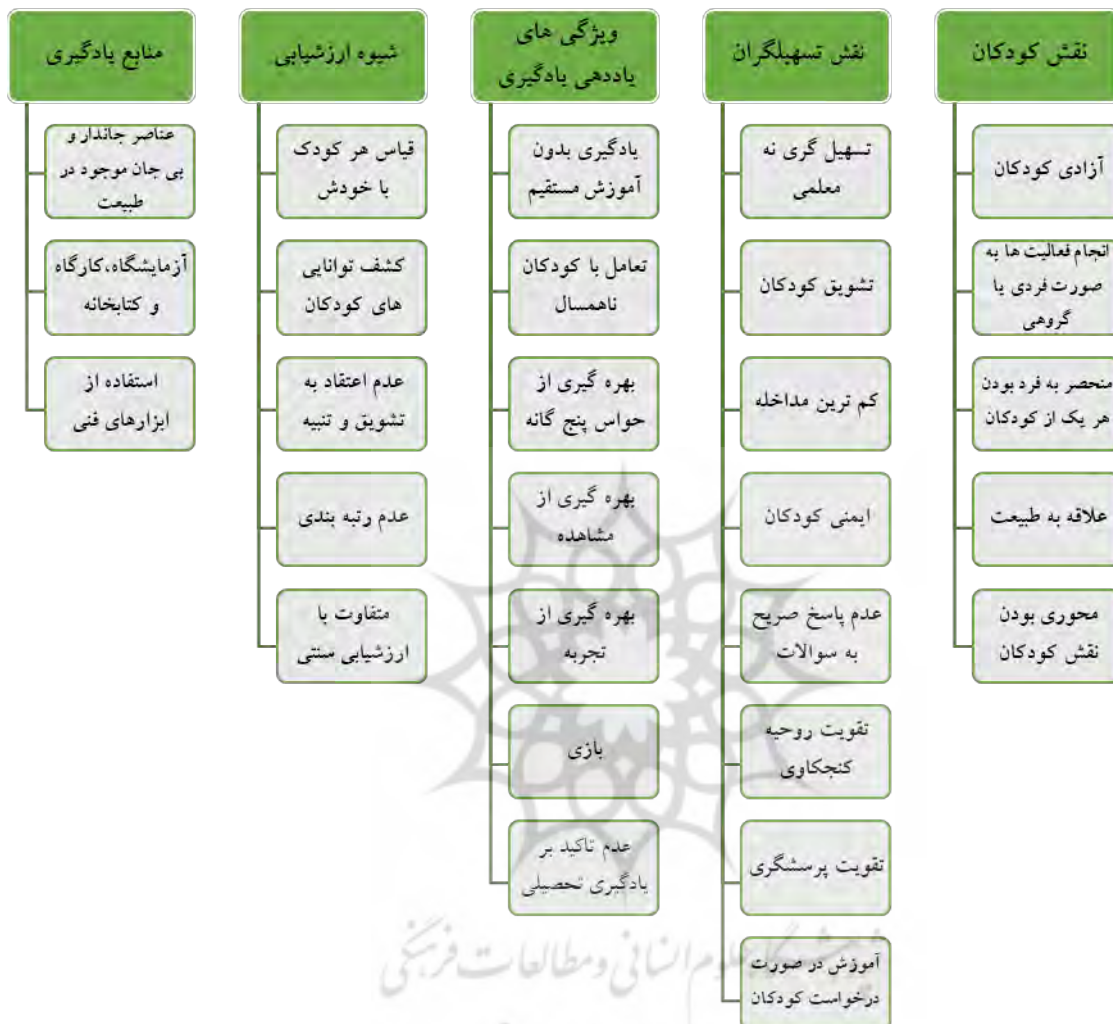 نقش کودکان
آزادی کودکان
انجام فعالیت ها به
صورت فردی یا
گروهی
منحصر به فرد بودن
هر یک از کودکان
علاقه به طبیعت
محوری بودن
نقش کودکان
نقش تسهیلگران
تسهیل گری نه
معلمی
تشویق کودکان
کم ترین مداخله
ایمنی کودکان
عدم پاسخ صریح
به سوالات
تقویت روحیه
کنجکاوی
تقویت پرسشگری
آموزش در صورت
درخواست کودکان
ویژگی های
یاددهی یادگیری
یادگیری بدون
آموزش مستقیم
تعامل با کودکان
ناهمسال
بهره گیری از
حواس پنج گانه
بهره گیری از
مشاهده
بهره گیری از
تجربه
بازی
عدم تاکید بر
یادگیری تحصیلی
شیوه ارزشیابی
قیاس هر کودک
با خودش
کشف توانایی
های کودکان
عدم اعتقاد به
تشویق و تنبیه
عدم رتبه بندی
متفاوت با
ارزشیابی سنتی
منابع یادگیری
عناصر جاندار و
بی جان موجود در
طبیعت
آزمایشگاه،کارگاه
و کتابخانه
استفاده از
ابزارهای فنی
پژوهشگاه علوم انسانی و مطالعات فرهنگی